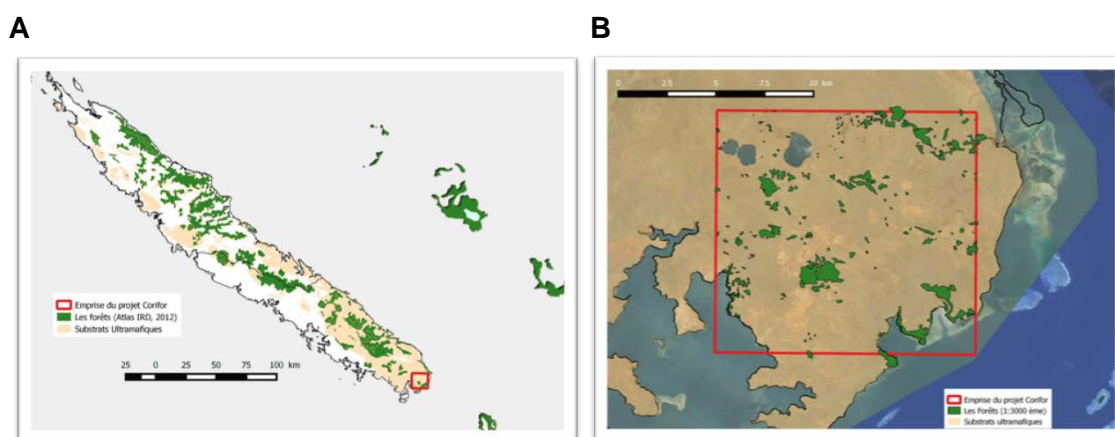 A
B
0 2.5 5 7.5 10 km
Emprise du projet Corifor
Les forêts (Atlas IRD, 2012)
Substrats Ultramafiques
25 0 25 50 75 100 km
Emprise du projet Corifor
Les Forêts (1:3000 ème)
Substrats ultramafiques